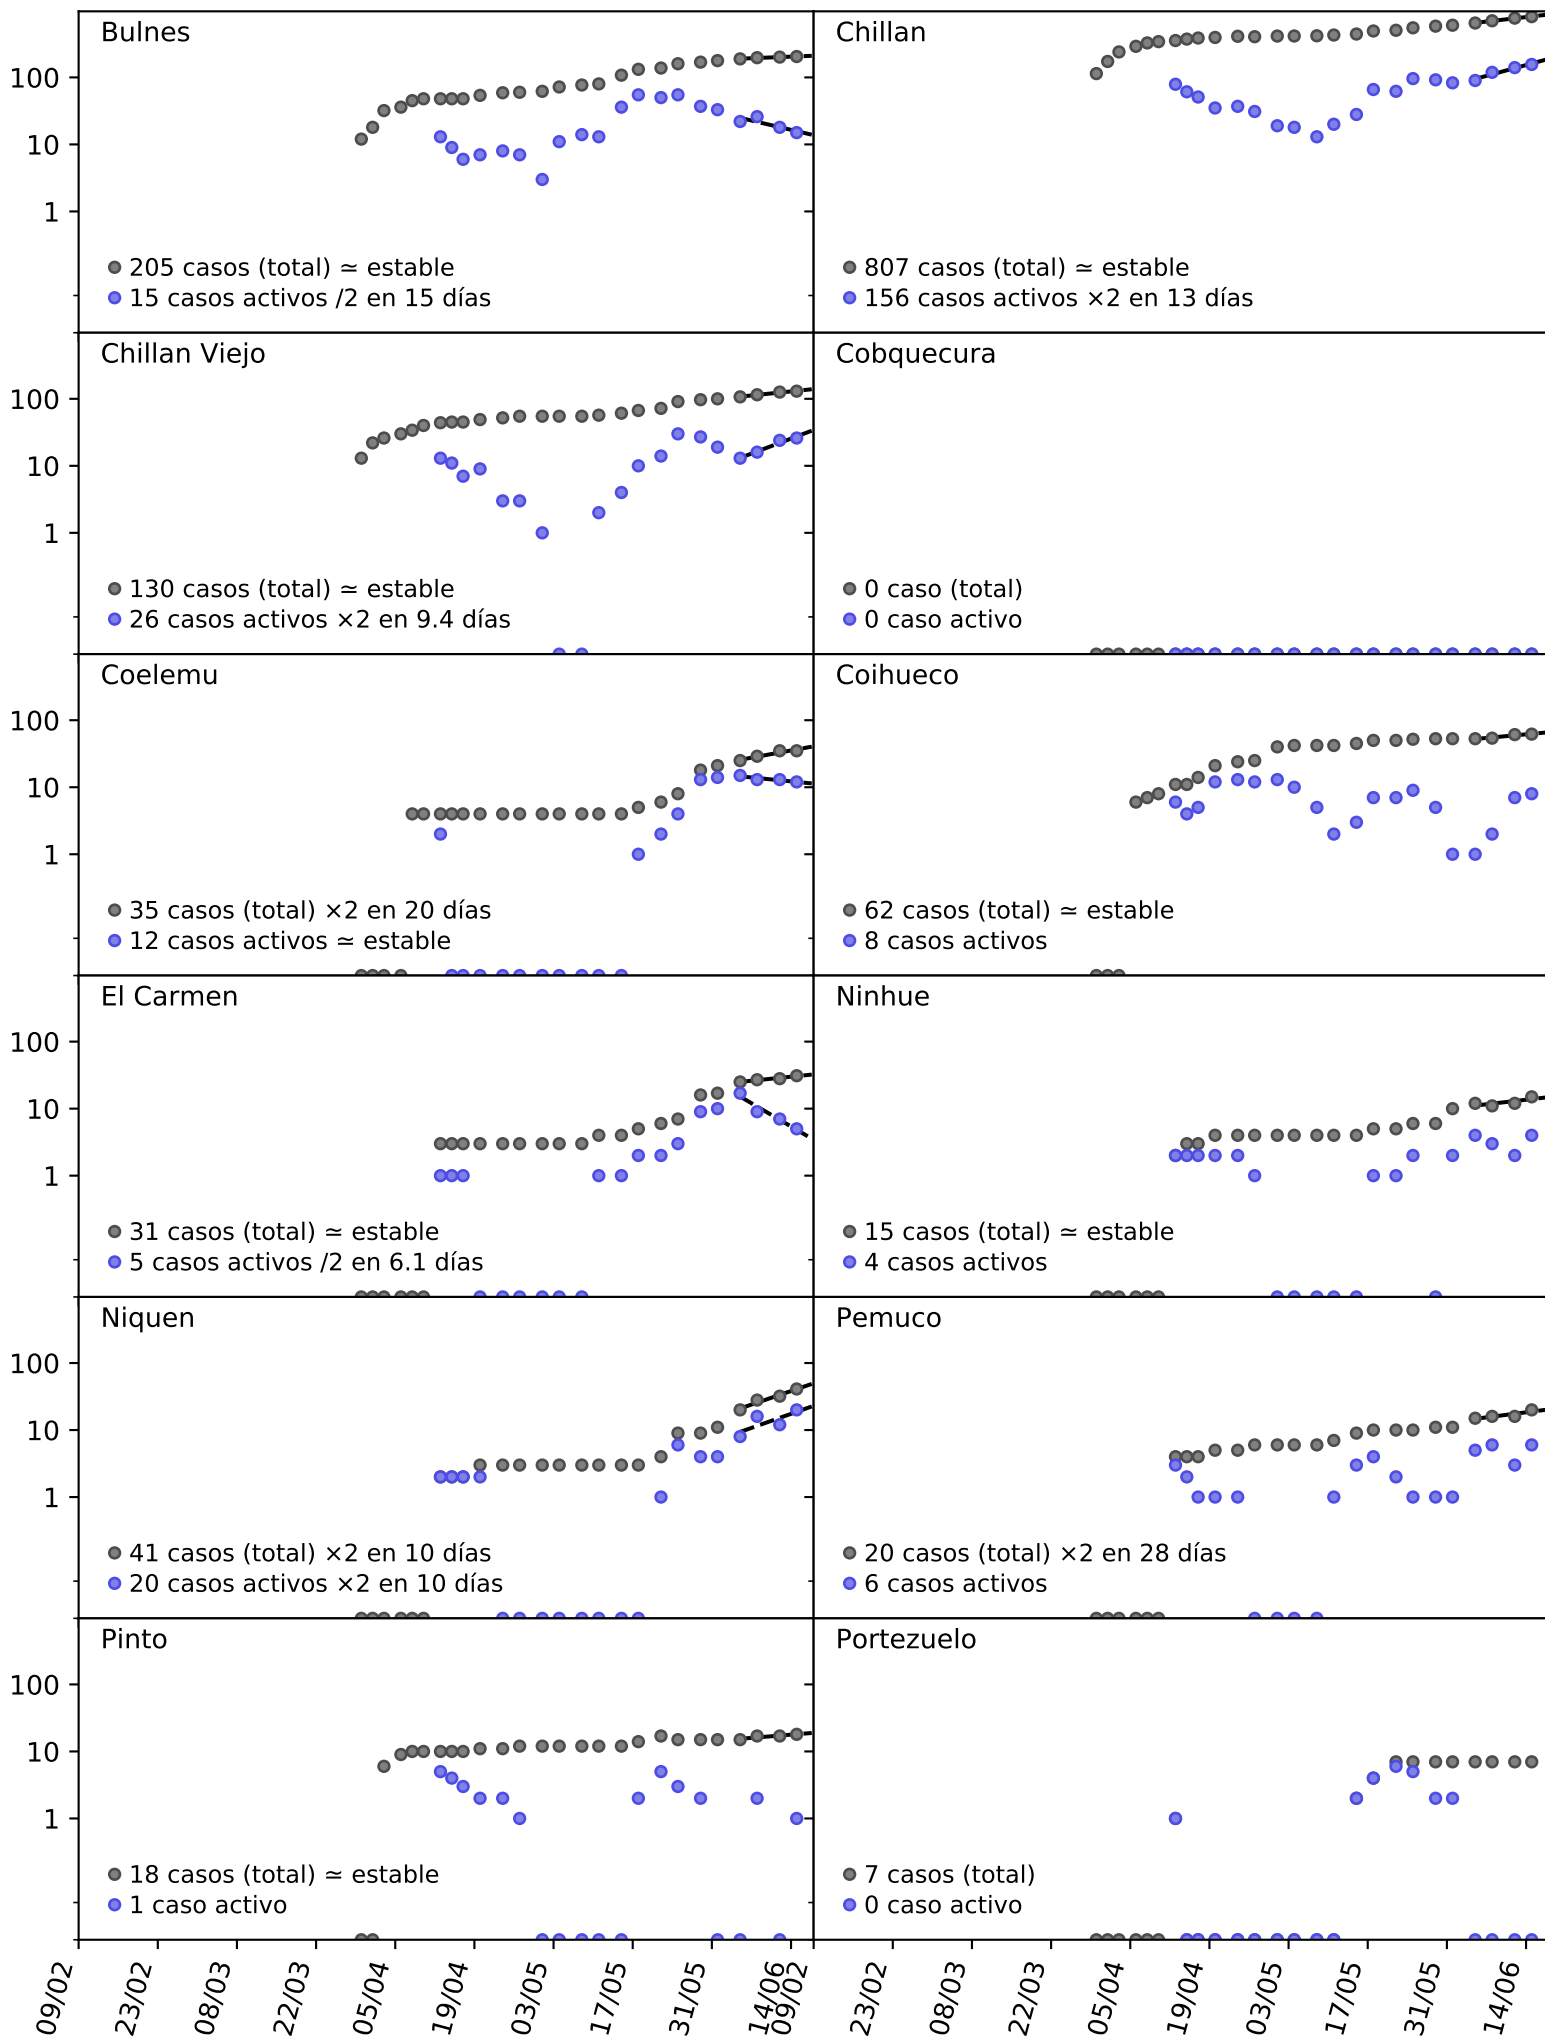 Bulnes
100
10
1
205 casos (total) ≃ estable
15 casos activos /2 en 15 días
Chillan
807 casos (total) ≃ estable
156 casos activos ×2 en 13 días
Chillan Viejo
100
10
1
130 casos (total) ≃ estable
26 casos activos ×2 en 9.4 días
Cobquecura
0 caso (total)
0 caso activo
Coelemu
100
10
1
35 casos (total) ×2 en 20 días
12 casos activos ≃ estable
Coihueco
62 casos (total) ≃ estable
8 casos activos
El Carmen
100
10
1
31 casos (total) ≃ estable
5 casos activos /2 en 6.1 días
Ninhue
15 casos (total) ≃ estable
4 casos activos
Niquen
100
10
1
41 casos (total) ×2 en 10 días
20 casos activos ×2 en 10 días
Pemuco
20 casos (total) ×2 en 28 días
6 casos activos
Pinto
100
10
1
18 casos (total) ≃ estable
1 caso activo
Portezuelo
7 casos (total)
0 caso activo
09/02
23/02
08/03
22/03
05/04
19/04
03/05
17/05
31/05
14/06
09/02
23/02
08/03
22/03
05/04
19/04
03/05
17/05
31/05
14/06